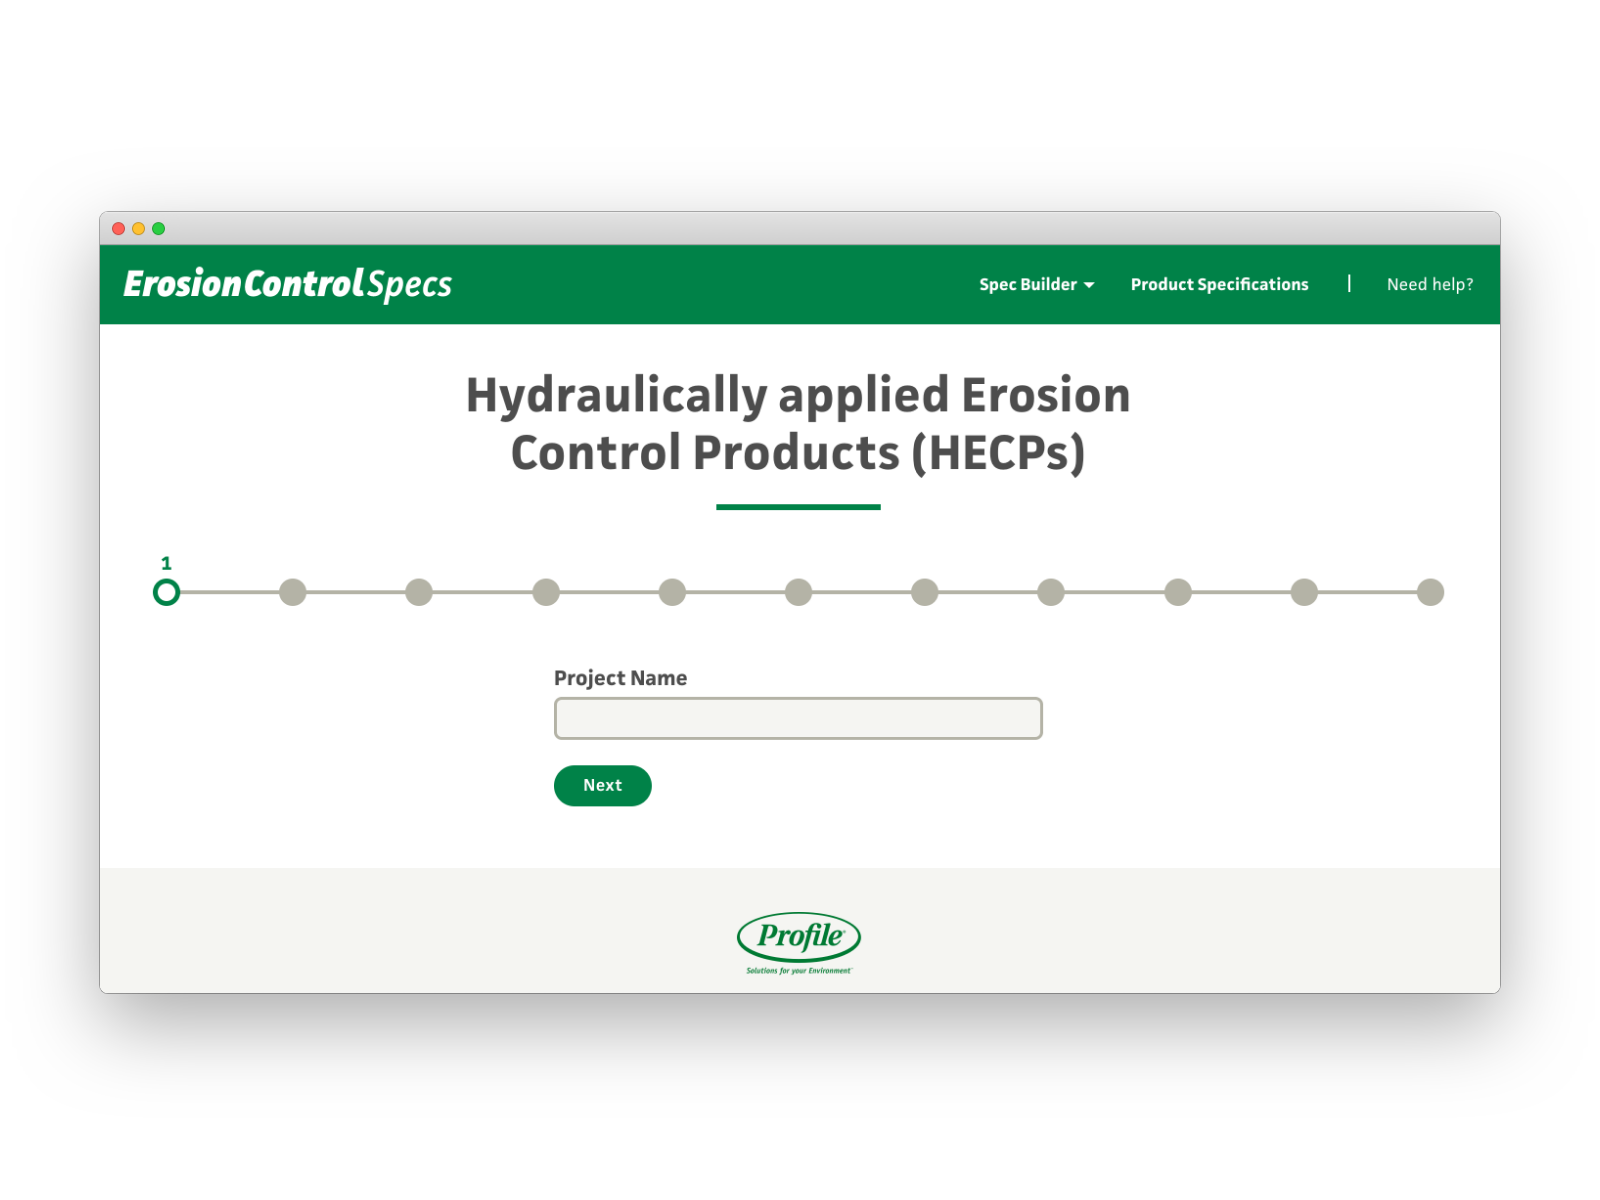 ErosionControlSpecs
Spec Builder
Product Specifications
Need help?
Hydraulically applied Erosion
Control Products (HECPs)
1
Project Name
Next
Profile
Solutions for your Environment